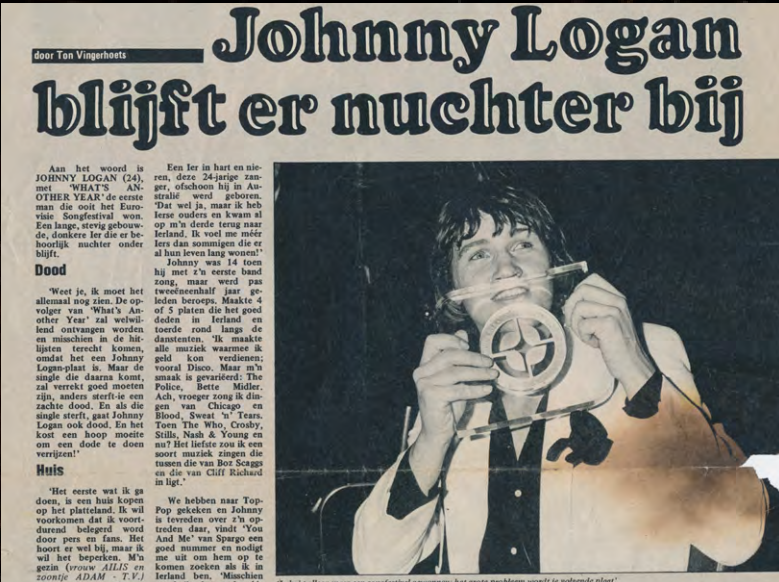 door Ton Vingerhoets
Johnny Logan
blijft er nuchter bij
Aan het woord is
JOHNNY LOGAN (24),
met 'WHAT'S AN-
OTHER YEAR' de eerste
man die ooit het Euro-
visie Songfestival won.
Een lange, stevig gebouw-
de, donkere Ier die er be-
hoorlijk nuchter onder
blijft.
Dood
'Weet je, ik moet het
allemaal nog zien. De op-
volger van 'What's An-
other Year' zal welwil-
lend ontvangen worden
en misschien in de hit-
lijsten terecht komen,
omdat het een Johnny
Logan-plaat is. Maar de
single die daarna komt,
zal verrekt goed moeten
zijn, anders sterft-ie een
zachte dood. En als die
single sterft, gaat Johnny
Logan ook dood. En het
kost een hoop moeite
om een dode te doen
verrijzen!'
Huis
'Het eerste wat ik ga
doen, is een huis kopen
op het platteland. Ik wil
voorkomen dat ik voort-
durend belegerd word
door pers en fans. Het
hoort er wel bij, maar ik
wil het beperken. M'n
gezin (vrouw AILIS en
zoontje ADAM - T.V.)
Een Ier in hart en nie-
ren, deze 24-jarige zan-
ger, ofschoon hij in Au-
stralië werd geboren.
'Dat wel ja, maar ik heb
Ierse ouders en kwam al
op m'n derde terug naar
Ierland. Ik voel me méér
Iers dan sommigen die er
al hun leven lang wonen!'
Johnny was 14 toen
hij met z'n eerste band
zong, maar werd pas
tweeëneenhalf jaar ge-
leden beroeps. Maakte 4
of 5 platen die het goed
deden in Ierland en
toerde rond langs de
danstenten. 'Ik maakte
alle muziek waarmee ik
geld kon verdienen;
vooral Disco. Maar m'n
smaak is gevariëerd: The
Police, Bette Midler.
Ach, vroeger zong ik din-
gen van Chicago en
Blood, Sweat 'n' Tears.
Toen The Who, Crosby,
Stills, Nash & Young en
nu? Het liefste zou ik een
soort muziek zingen die
tussen die van Boz Scaggs
en die van Cliff Richard
in ligt.'
We hebben naar Top-
Pop gekeken en Johnny
is tevreden over z'n op-
treden daar, vindt 'You
And Me' van Spargo een
goed nummer en nodigt
me uit om hem op te
komen zoeken als ik in
Ierland ben. 'Misschien